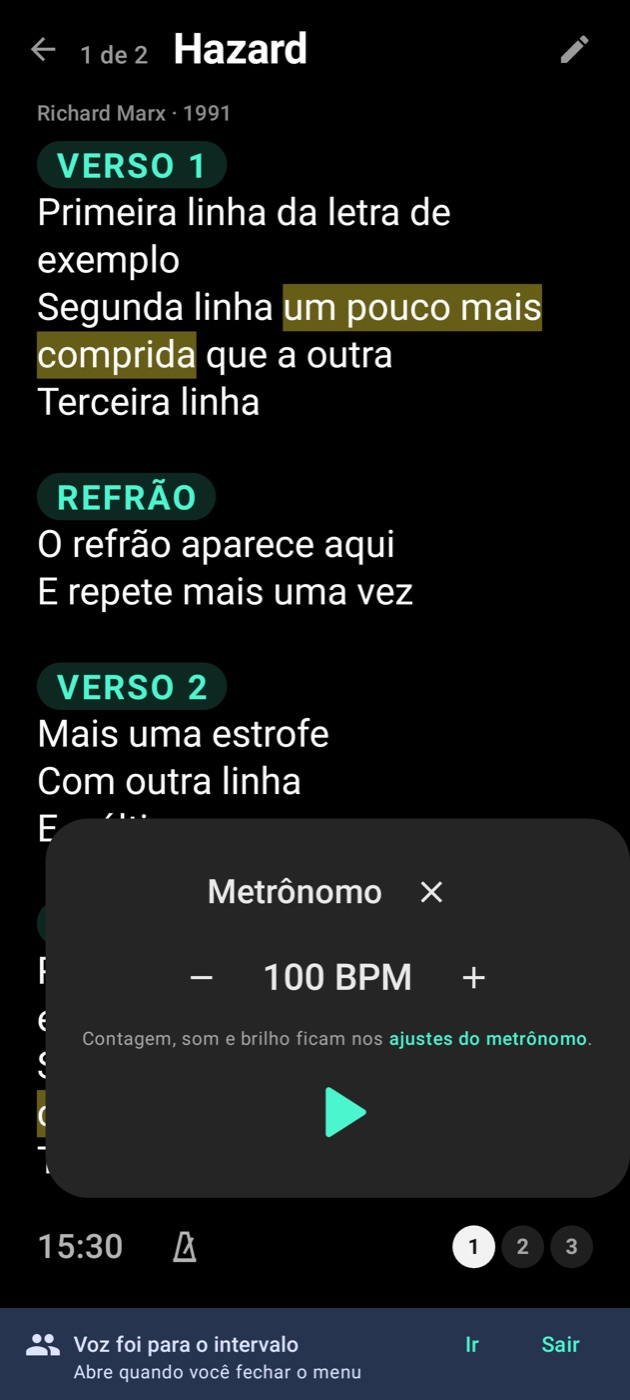 1 de 2 Hazard
Richard Marx · 1991
VERSO 1
Primeira linha da letra de
exemplo
Segunda linha um pouco mais
comprida que a outra
Terceira linha
REFRÃO
O refrão aparece aqui
E repete mais uma vez
VERSO 2
Mais uma estrofe
Com outra linha
E
Metrônomo
100 BPM
Contagem, som e brilho ficam nos ajustes do metrônomo.
15:30
1 2 3
Voz foi para o intervalo
Ir Sair
Abre quando você fechar o menu